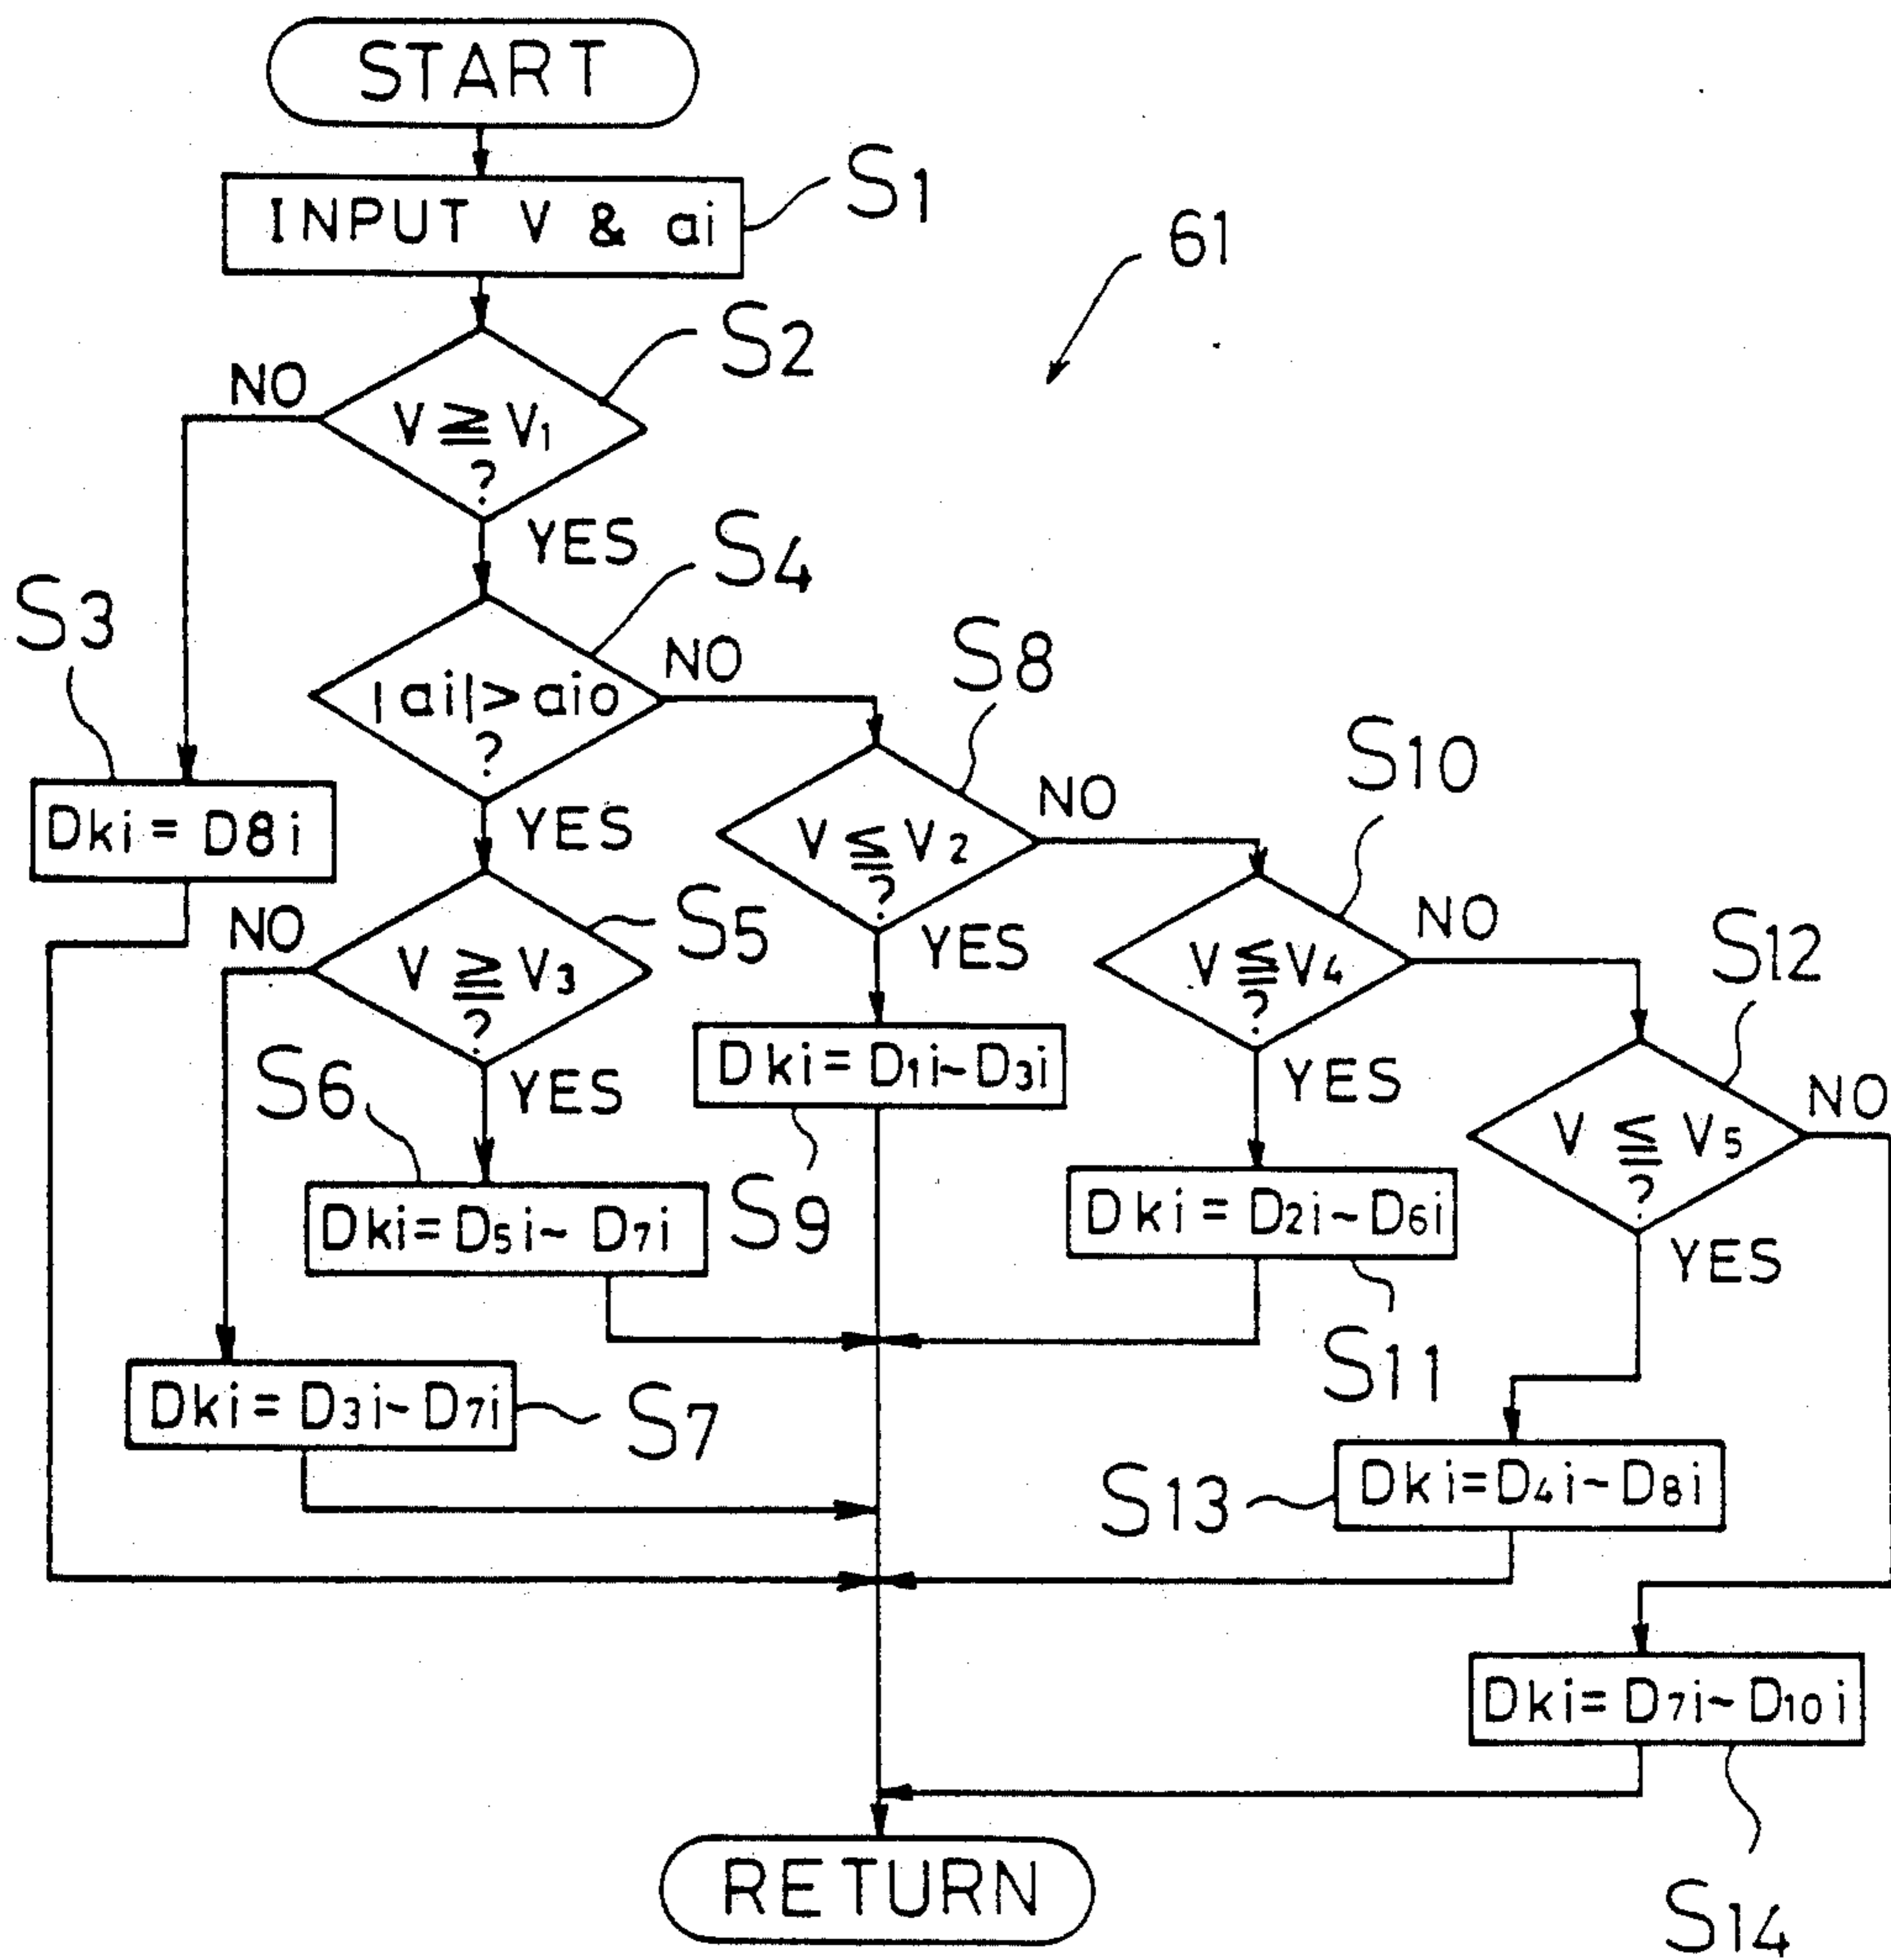 START
INPUT V & ai
S1
61
S2
NO
V ≧ V₁
?
YES
S4
S3
|ai|>aio
?
NO
S8
S10
Dki = D8i
YES
V ≦ V₂
?
NO
S5
NO
V ≧ V₃
?
YES
V ≦ V₄
?
NO
S12
S6
YES
Dki = D₁i~D₃i
YES
V ≦ V₅
?
NO
Dki = D₅i~D₇i
S9
Dki = D₂i~D₆i
YES
S11
Dki = D₃i~D₇i
S7
S13
Dki=D₄i~D₈i
Dki= D₇i~D₁₀i
RETURN
S14